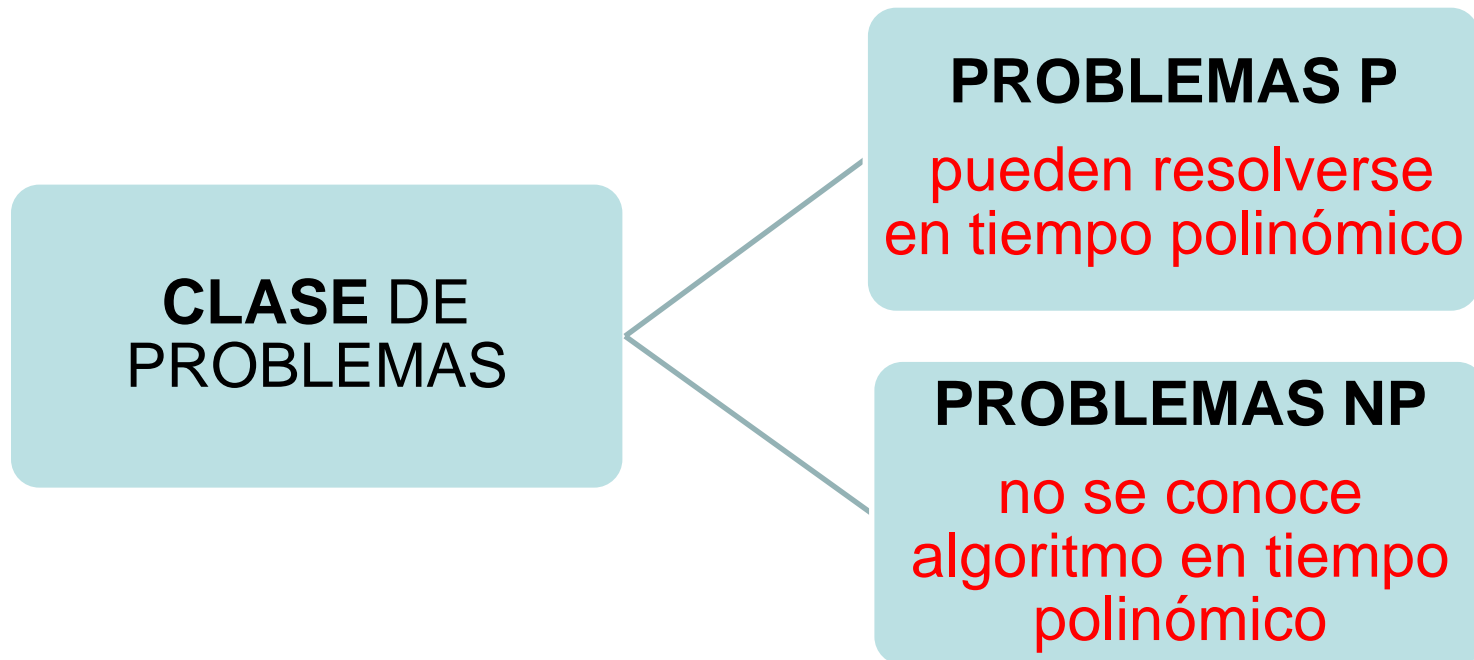 CLASE DE
PROBLEMAS
PROBLEMAS P
pueden resolverse
en tiempo polinómico
PROBLEMAS NP
no se conoce
algoritmo en tiempo
polinómico